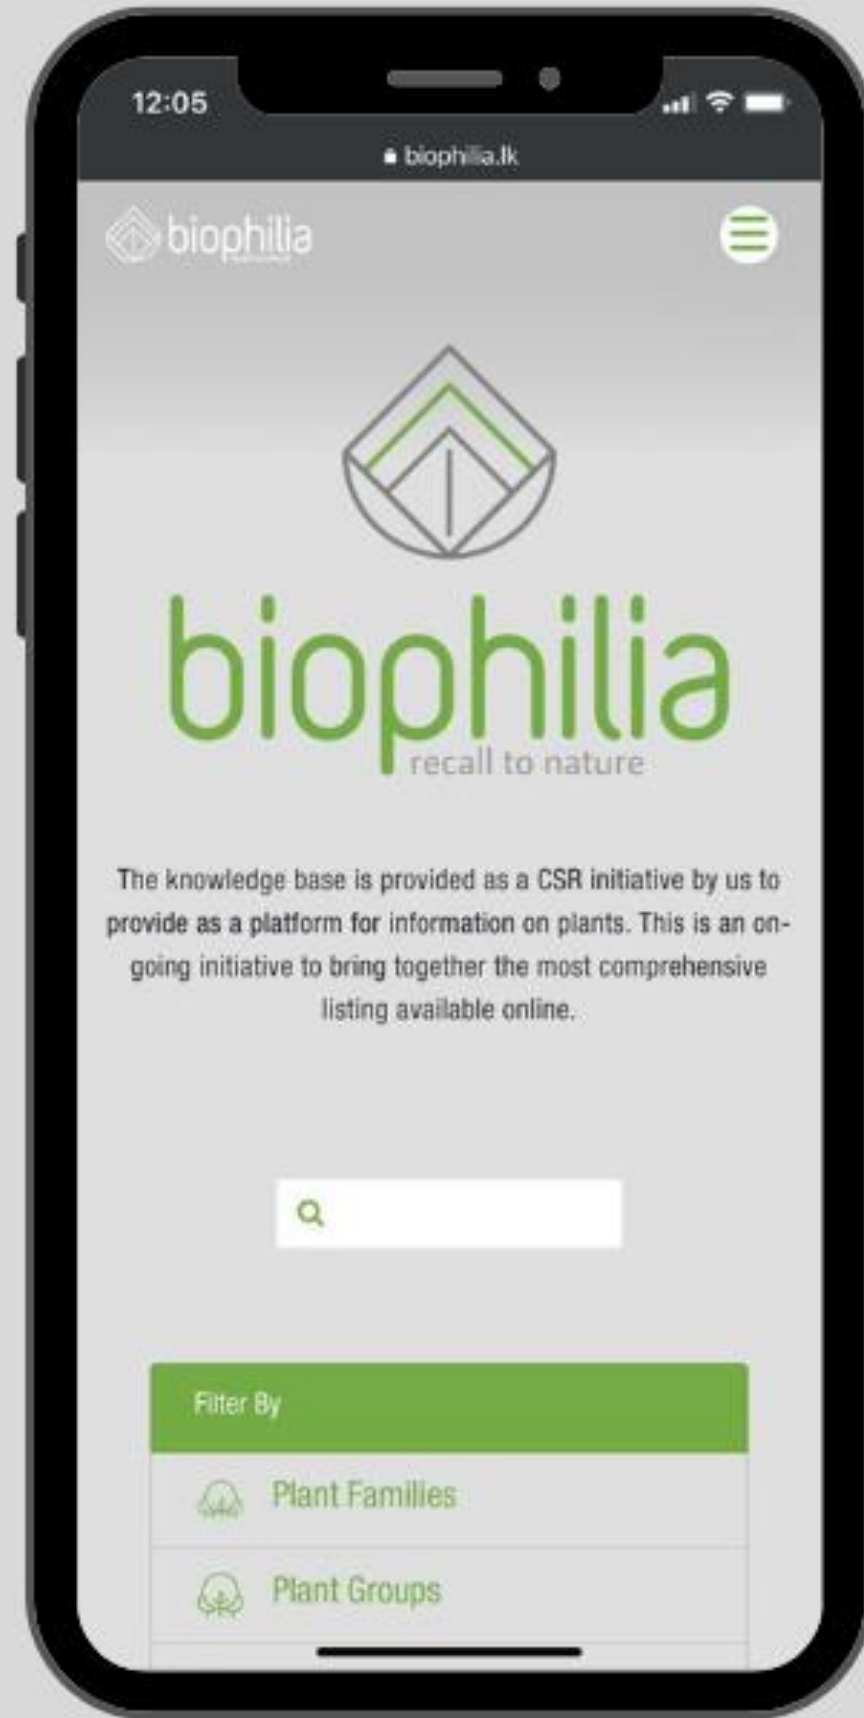 12:05
biophilia.lk
biophilia
biophilia
recall to nature
The knowledge base is provided as a CSR initiative by us to
provide as a platform for information on plants. This is an on-
going initiative to bring together the most comprehensive
listing available online.
Filter By
Plant Families
Plant Groups